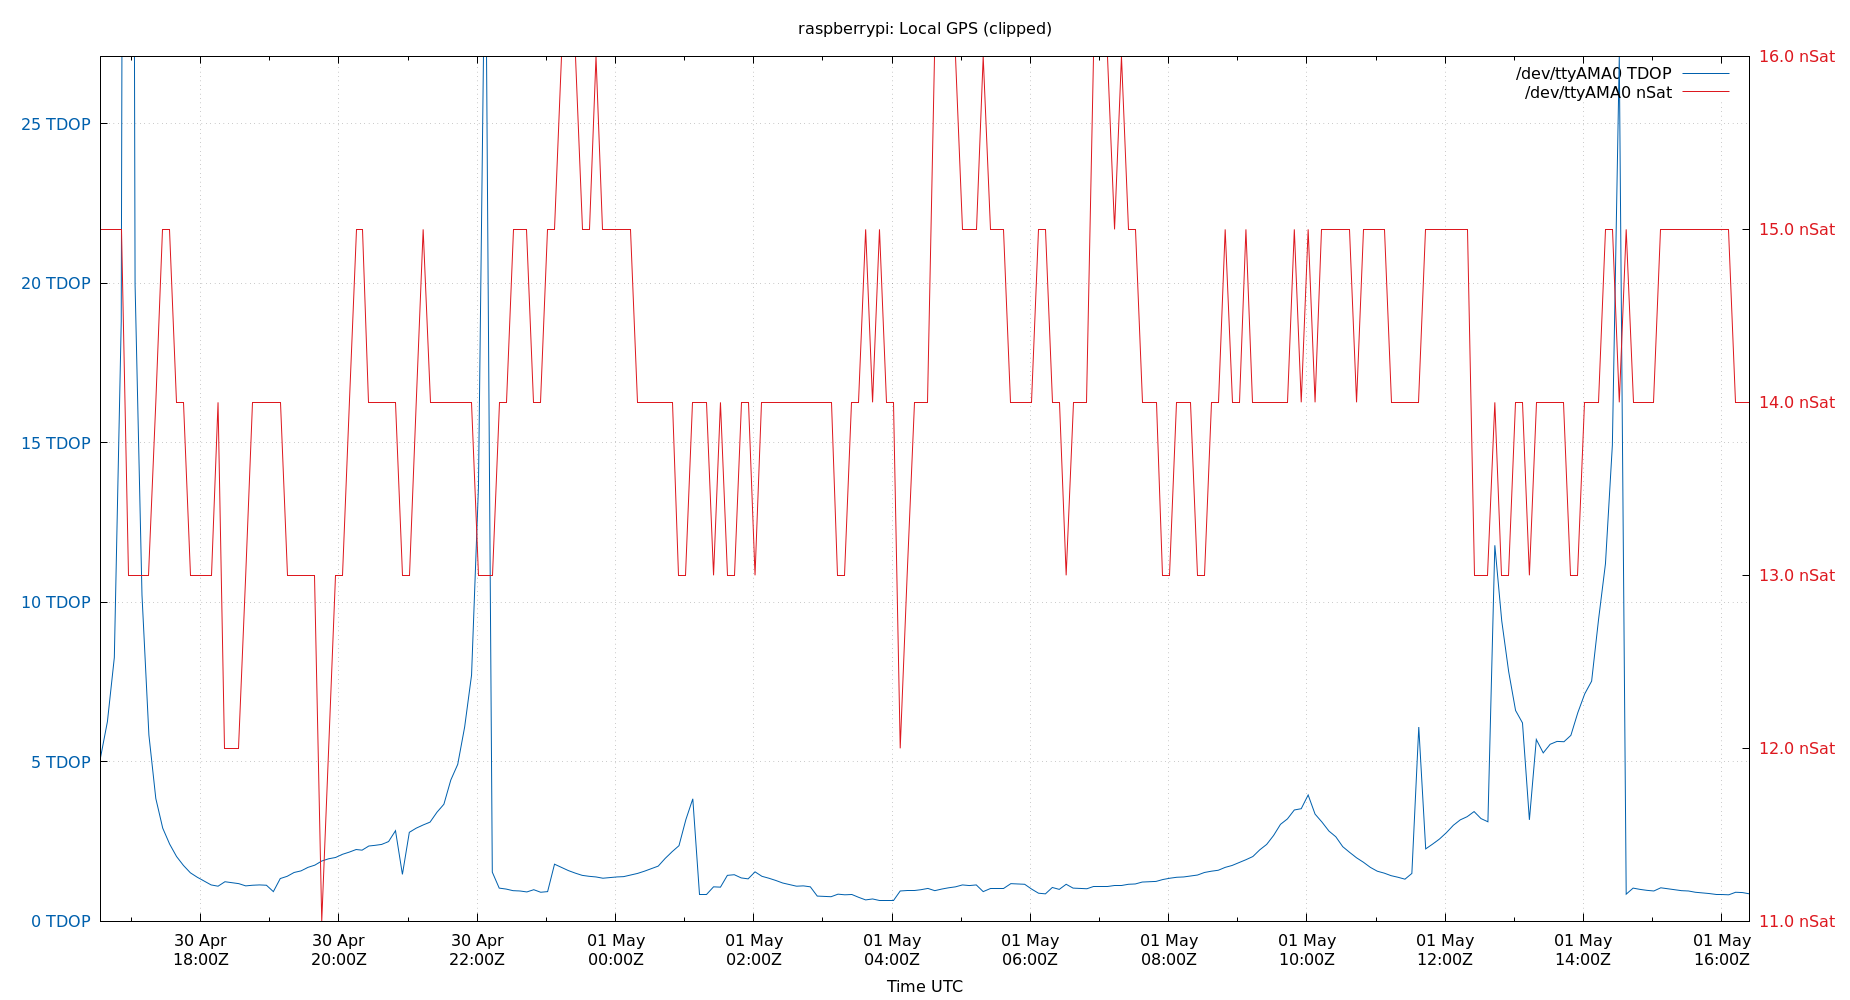 raspberrypi: Local GPS (clipped)
/dev/ttyAMA0 TDOP
/dev/ttyAMA0 nSat
25 TDOP
20 TDOP
15 TDOP
10 TDOP
5 TDOP
0 TDOP
16.0 nSat
15.0 nSat
14.0 nSat
13.0 nSat
12.0 nSat
11.0 nSat
30 Apr 30 Apr 30 Apr 01 May 01 May 01 May 01 May 01 May 01 May 01 May 01 May 01 May
18:00Z 20:00Z 22:00Z 00:00Z 02:00Z 04:00Z 06:00Z 08:00Z 10:00Z 12:00Z 14:00Z 16:00Z
Time UTC